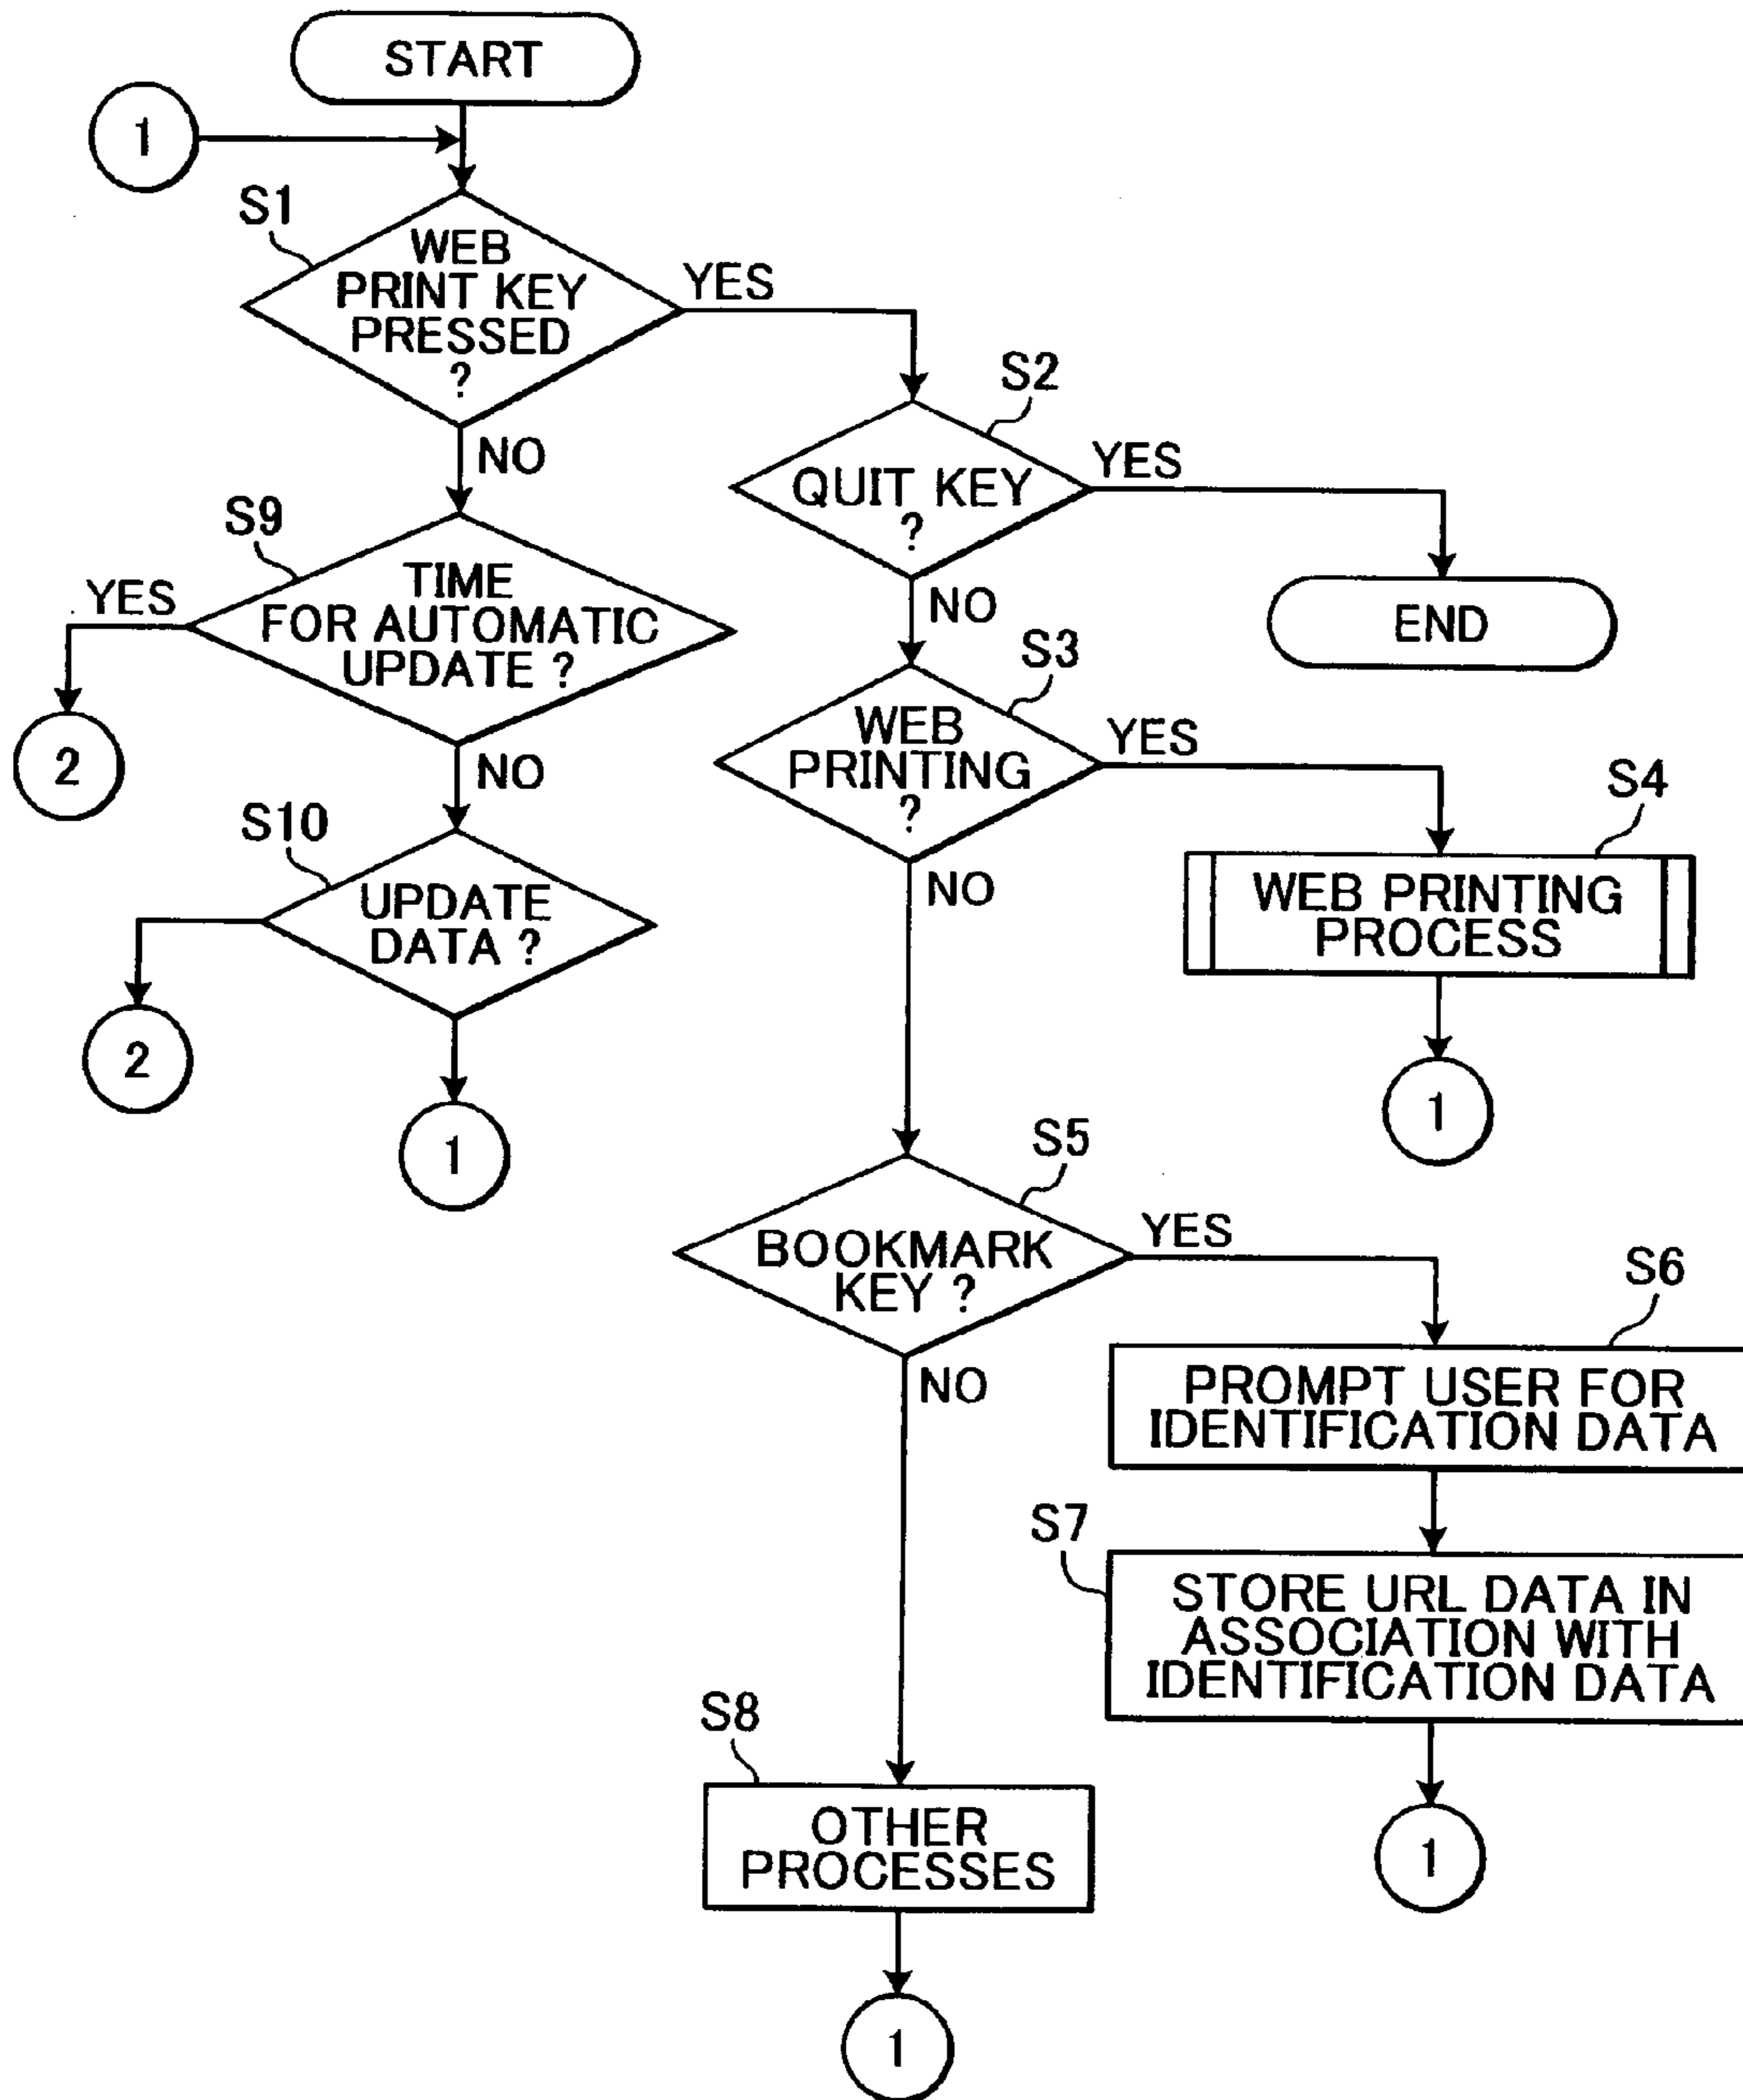 START
1
S1
WEB
PRINT KEY
PRESSED
?
YES
NO
S2
QUIT KEY
?
YES
NO
END
S9
TIME
FOR AUTOMATIC
UPDATE ?
YES
2
NO
S3
WEB
PRINTING
?
YES
NO
S4
WEB PRINTING
PROCESS
1
S10
UPDATE
DATA ?
2
1
S5
BOOKMARK
KEY ?
YES
NO
S6
PROMPT USER FOR
IDENTIFICATION DATA
S7
STORE URL DATA IN
ASSOCIATION WITH
IDENTIFICATION DATA
1
S8
OTHER
PROCESSES
1